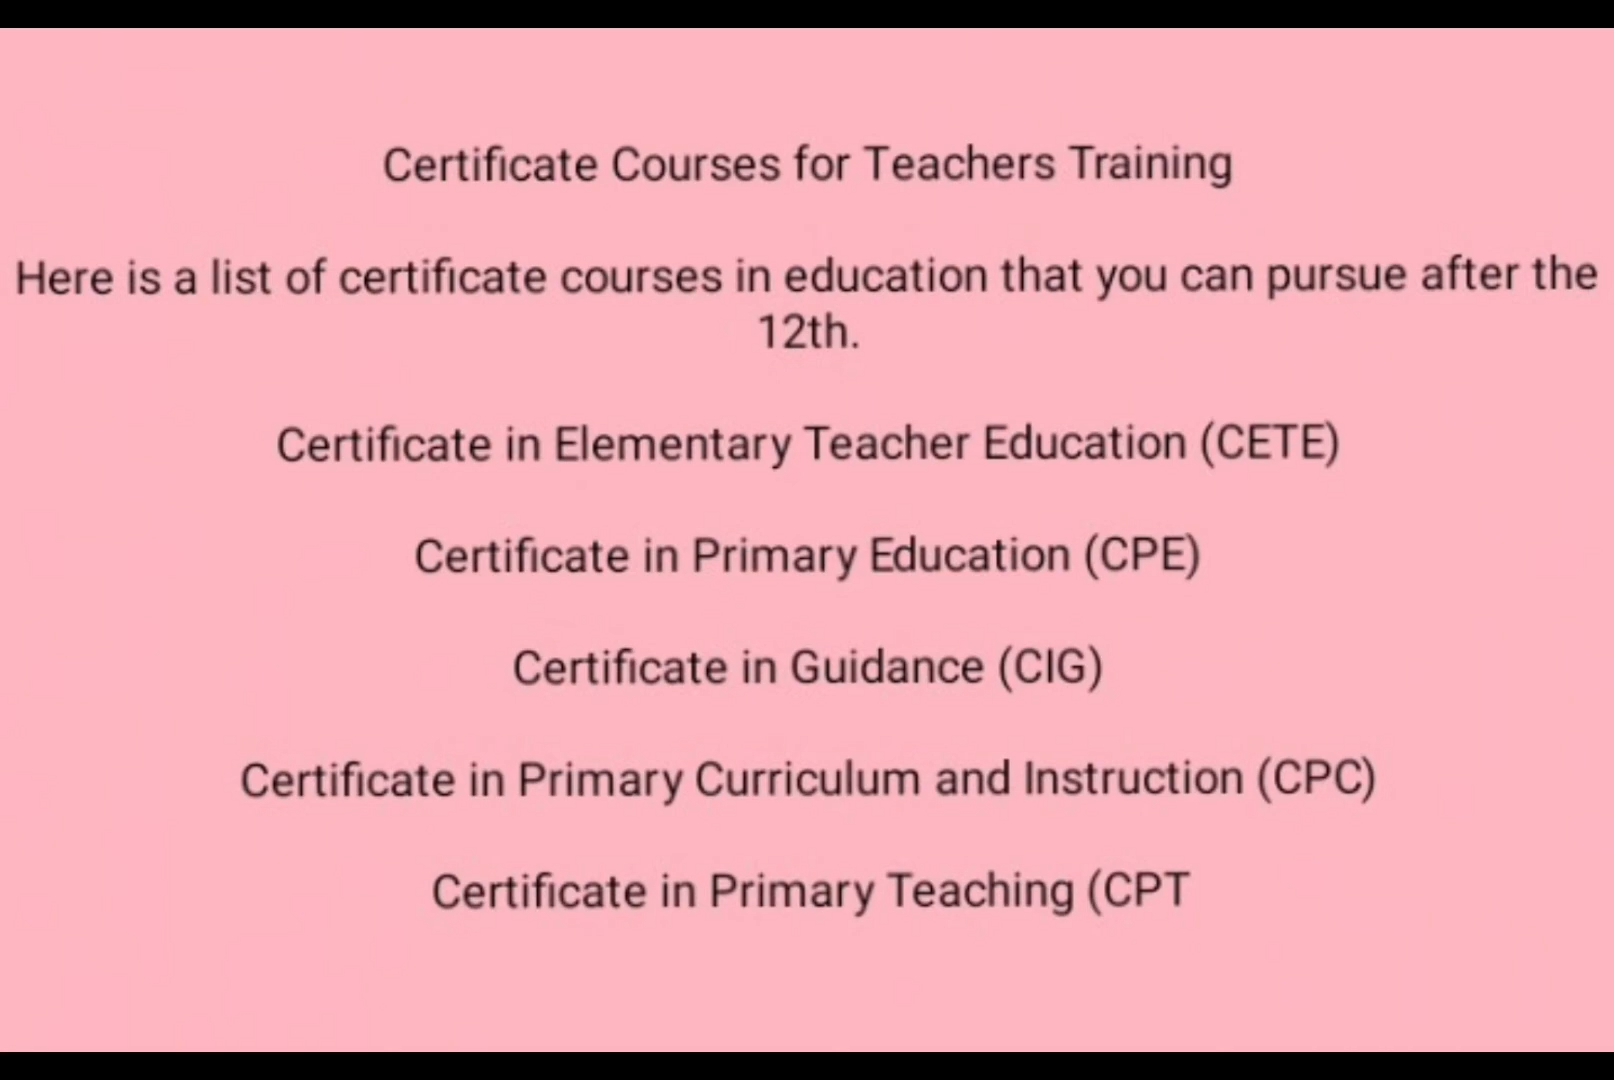 Certificate Courses for Teachers Training
Here is a list of certificate courses in education that you can pursue after the
12th.
Certificate in Elementary Teacher Education (CETE)
Certificate in Primary Education (CPE)
Certificate in Guidance (CIG)
Certificate in Primary Curriculum and Instruction (CPC)
Certificate in Primary Teaching (CPT